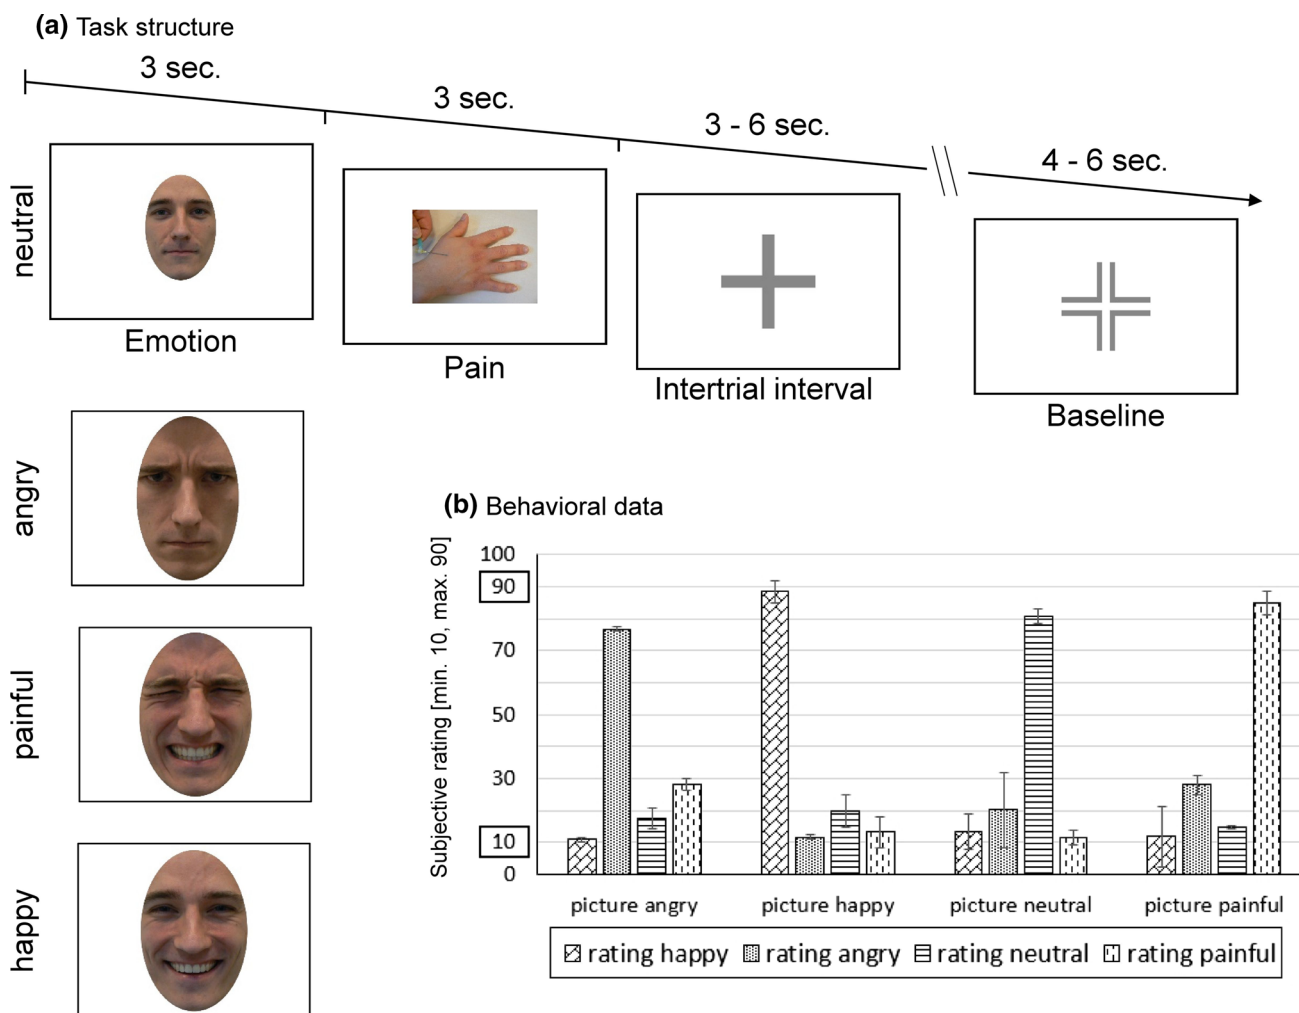 (a) Task structure
3 sec.
3 sec.
3 - 6 sec.
4 - 6 sec.
neutral
Emotion
Pain
Intertrial interval
Baseline
angry
painful
happy
(b) Behavioral data
Subjective rating [min. 10, max. 90]
100
90
70
50
30
10
0
picture angry
picture happy
picture neutral
picture painful
rating happy
rating angry
rating neutral
rating painful